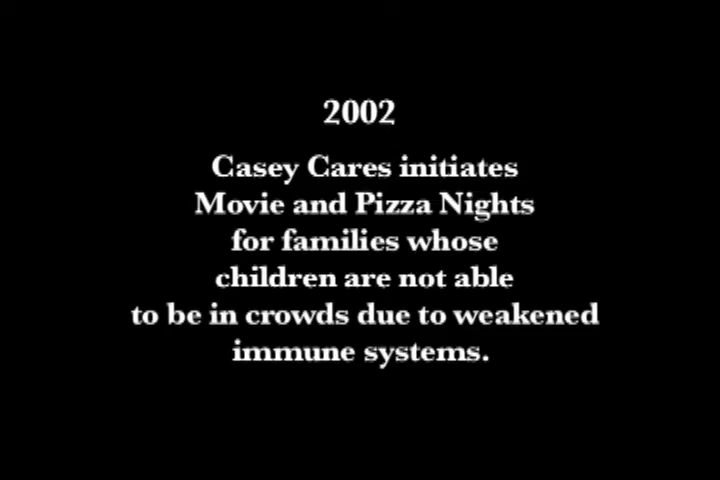 2002
Casey Cares initiates
Movie and Pizza Nights
for families whose
children are not able
to be in crowds due to weakened
immune systems.